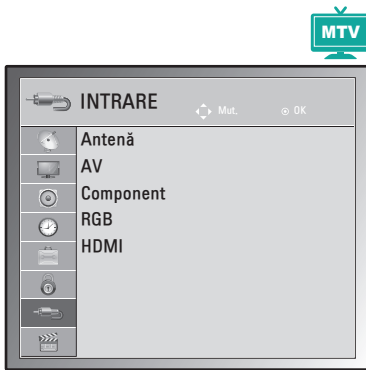 MTV
INTRARE Mut. OK
Antenă
AV
Component
RGB
HDMI